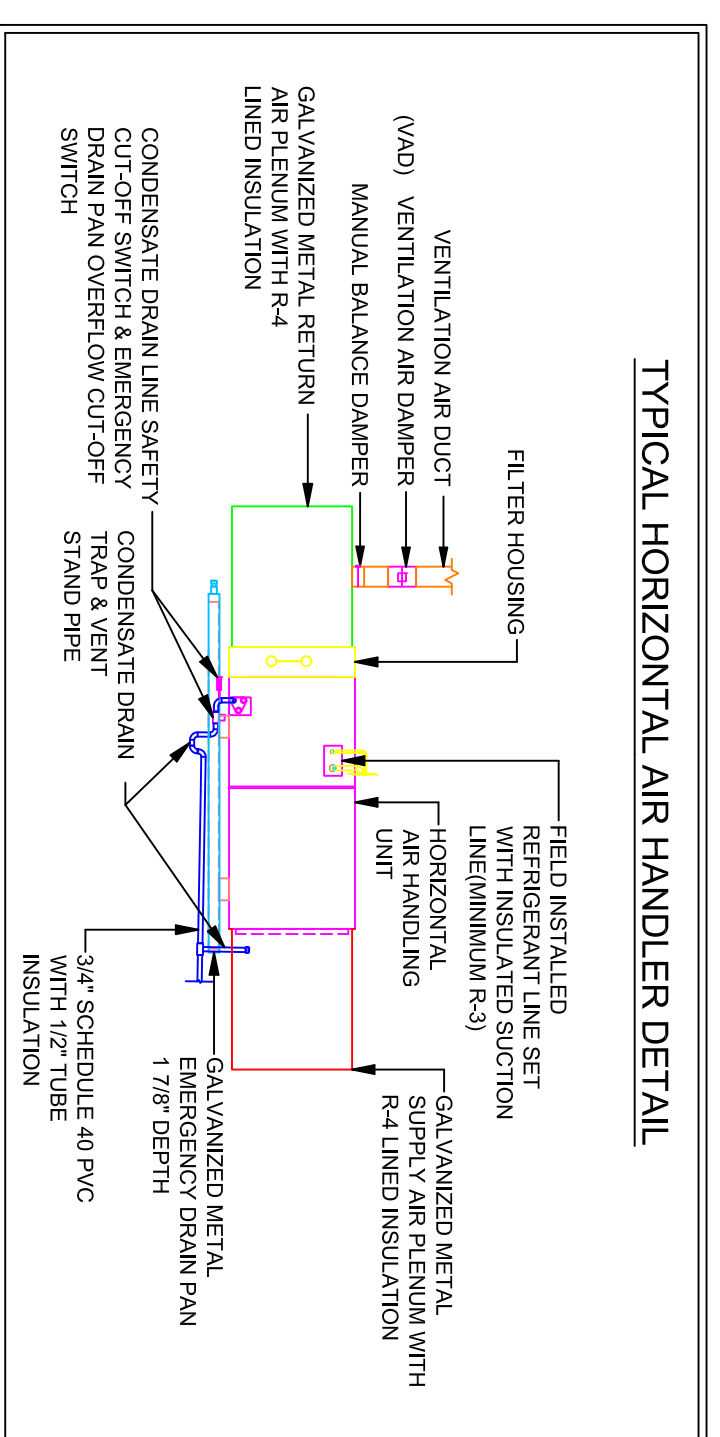 TYPICAL HORIZONTAL AIR HANDLER DETAIL
VENTILATION AIR DUCT
(VAD) VENTILATION AIR DAMPER
MANUAL BALANCE DAMPER
GALVANIZED METAL RETURN
AIR PLENUM WITH R-4
LINED INSULATION
CONDENSATE DRAIN LINE SAFETY
CUT-OFF SWITCH & EMERGENCY
DRAIN PAN OVERFLOW CUT-OFF
SWITCH
FILTER HOUSING
CONDENSATE DRAIN
TRAP & VENT
STAND PIPE
FIELD INSTALLED
REFRIGERANT LINE SET
WITH INSULATED SUCTION
LINE(MINIMUM R-3)
HORIZONTAL
AIR HANDLING
UNIT
GALVANIZED METAL
SUPPLY AIR PLENUM WITH
R-4 LINED INSULATION
GALVANIZED METAL
EMERGENCY DRAIN PAN
1 7/8" DEPTH
3/4" SCHEDULE 40 PVC
WITH 1/2" TUBE
INSULATION